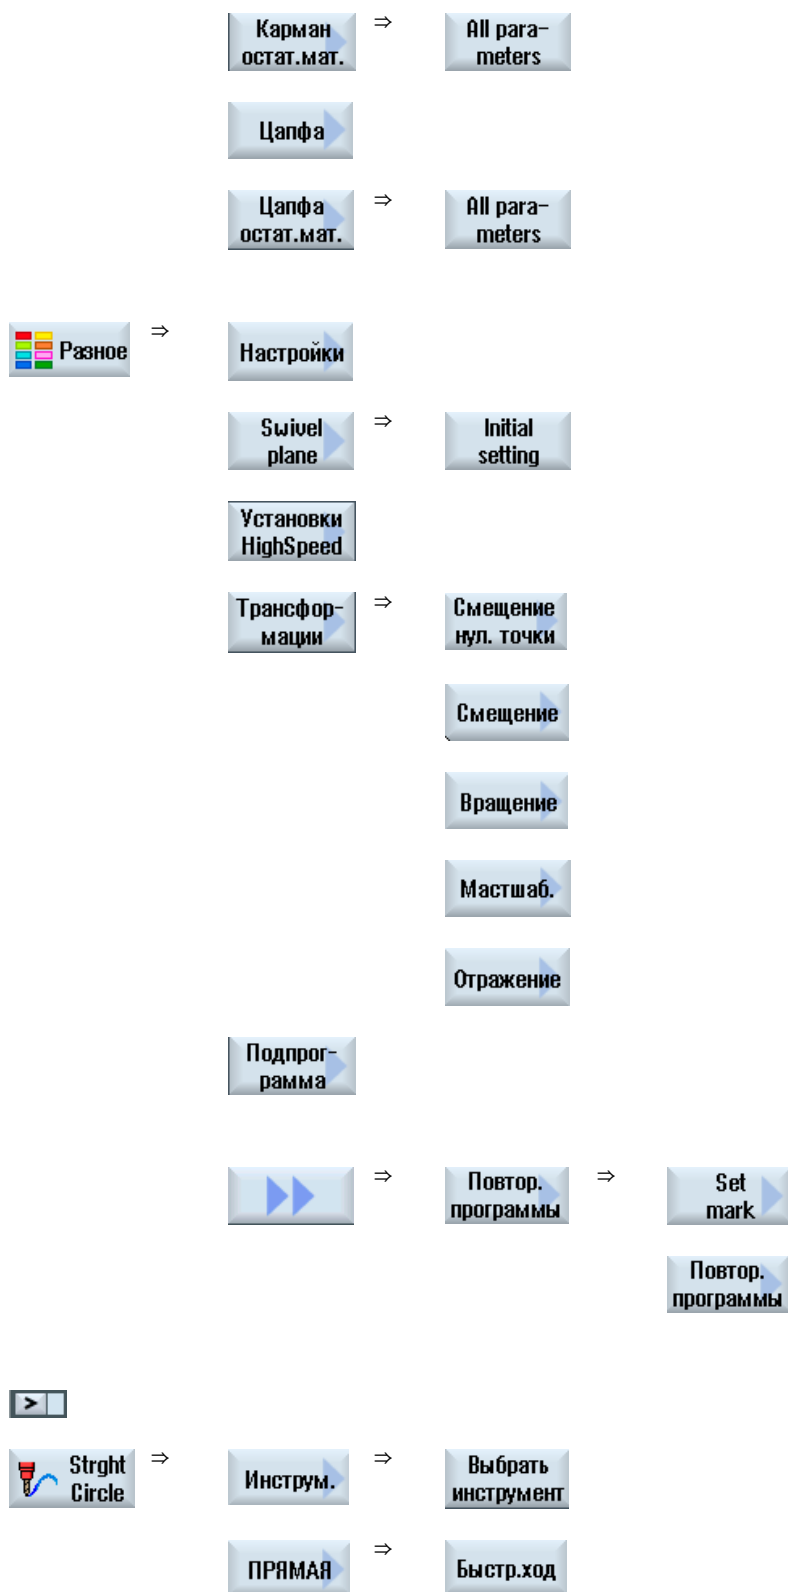 Карман ⇒ All para-
остат.мат. meters
Цапфа
Цапфа ⇒ All para-
остат.мат. meters
Разное ⇒ Настройки
Swivel ⇒ Initial
plane setting
Установки
HighSpeed
Трансфор- ⇒ Смещение
мации нул. точки
Смещение
Вращение
Мастшаб.
Отражение
Подпрог-
рамма
⇒ Повтор. ⇒ Set
программы mark
Повтор.
программы
>
Strght ⇒ Инструм. ⇒ Выбрать
Circle инструмент
ПРЯМАЯ ⇒ Быстр.ход